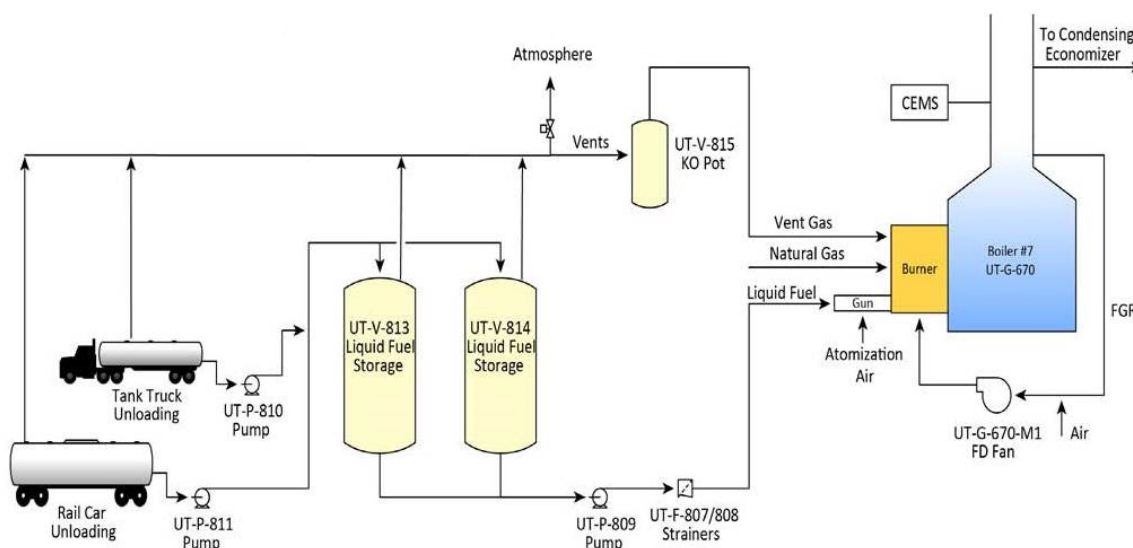 To Condensing
Economizer
Atmosphere
CEMS
Vents
UT-V-815
KO Pot
Vent Gas
Natural Gas
Liquid Fuel
Burner
Boiler #7
UT-G-670
Gun
FGR
Atomization
Air
UT-V-813
Liquid Fuel
Storage
UT-V-814
Liquid Fuel
Storage
Tank Truck
Unloading
UT-P-810
Pump
UT-G-670-M1
FD Fan
Air
Rail Car
Unloading
UT-P-811
Pump
UT-P-809
Pump
UT-F-807/808
Strainers